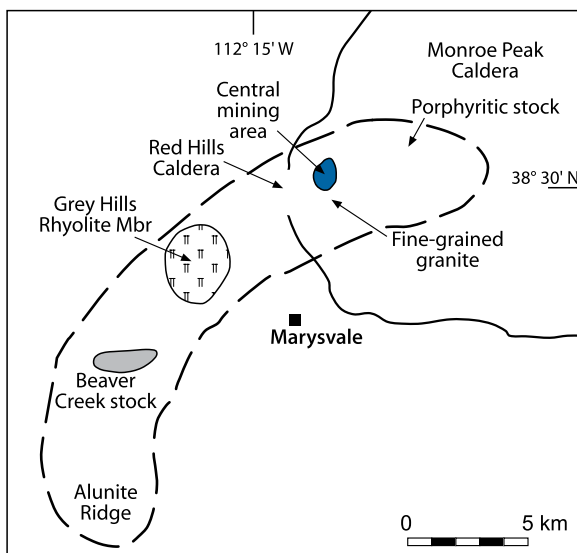 112° 15' W
Monroe Peak
Caldera
Central
mining
area
Porphyritic stock
Red Hills
Caldera
38° 30' N
Grey Hills
Rhyolite Mbr
Fine-grained
granite
Marysvale
Beaver
Creek stock
Alunite
Ridge
0 5 km